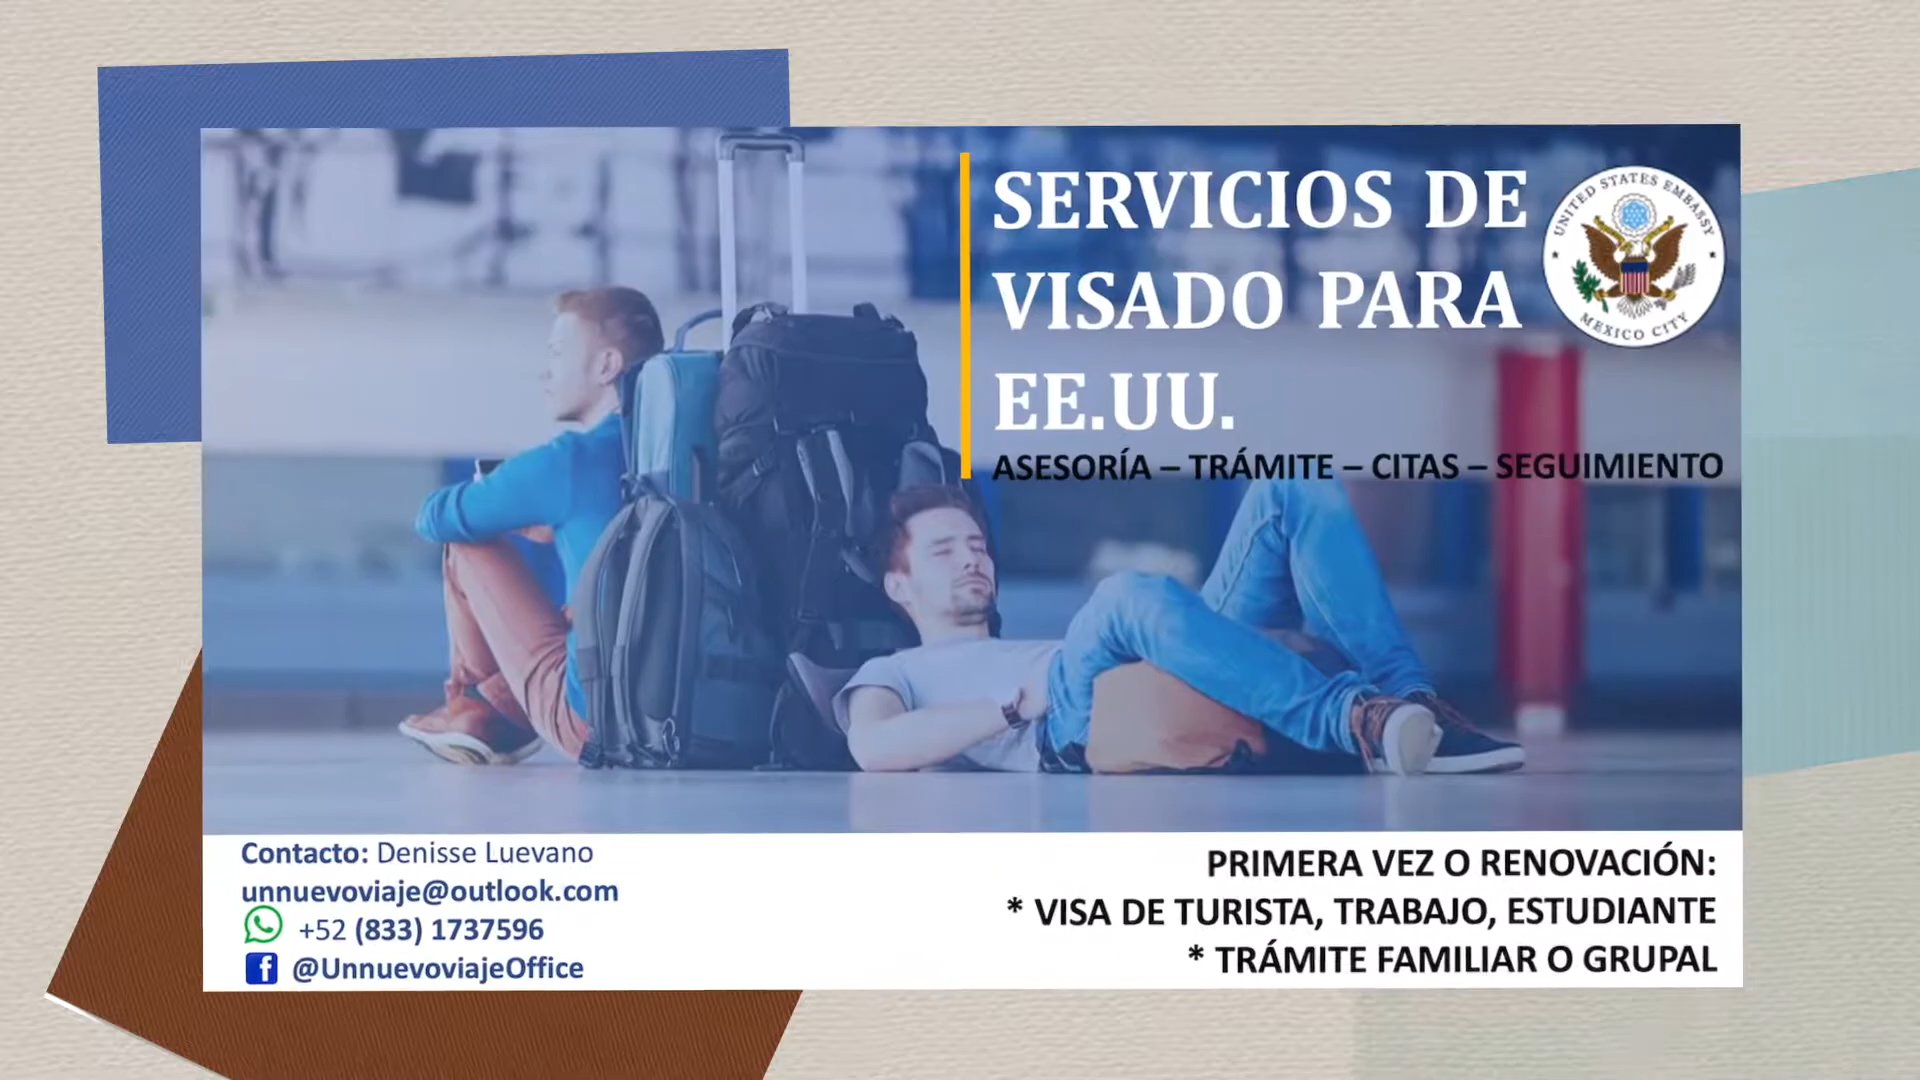 SERVICIOS DE
VISADO PARA
EE.UU.
UNITED STATES EMBASSY
MEXICO CITY
ASESORÍA – TRÁMITE – CITAS – SEGUIMIENTO
Contacto: Denisse Luevano
unnuevoviaje@outlook.com
+52 (833) 1737596
@UnnuevoviajeOffice
PRIMERA VEZ O RENOVACIÓN:
* VISA DE TURISTA, TRABAJO, ESTUDIANTE
* TRÁMITE FAMILIAR O GRUPAL